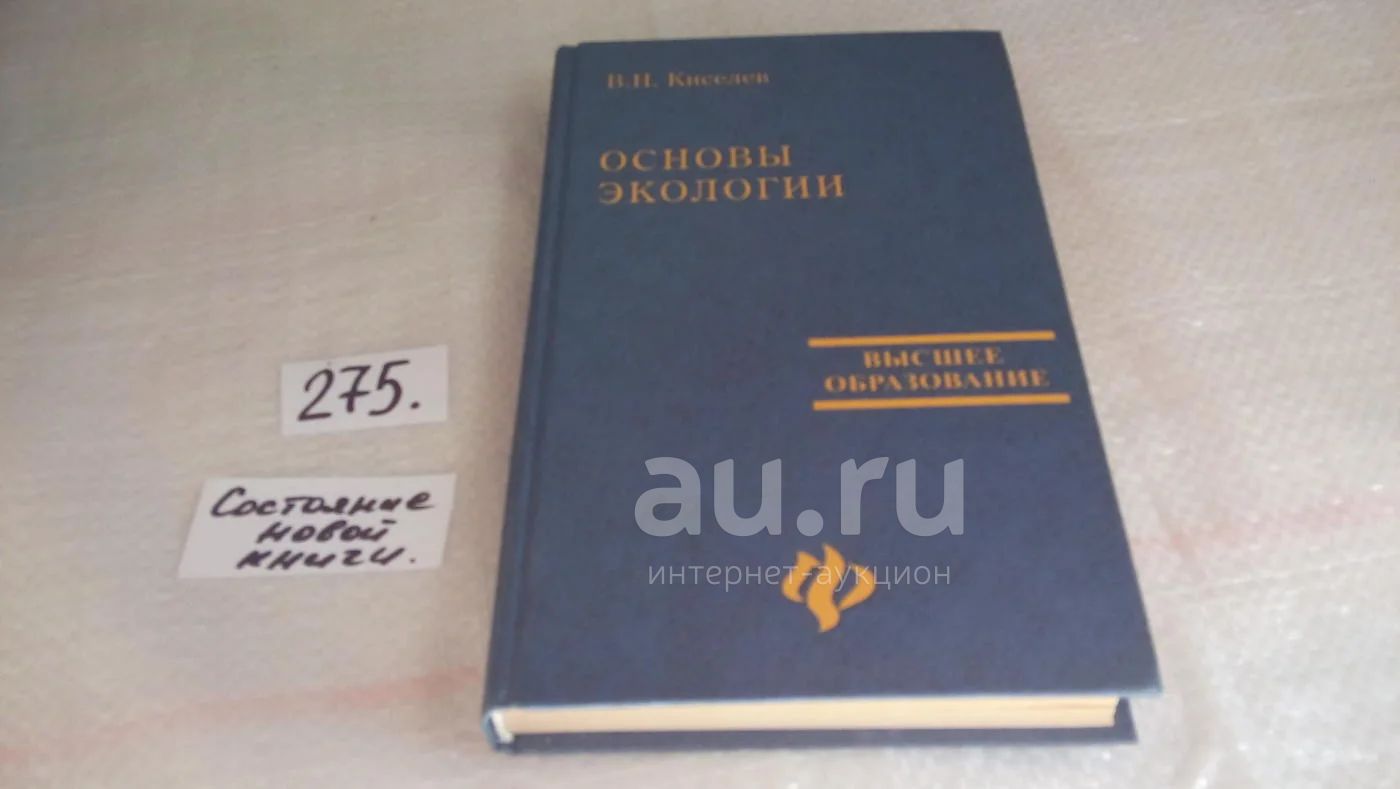 В.Н. Киселев
ОСНОВЫ
ЭКОЛОГИИ
ВЫСШЕЕ
ОБРАЗОВАНИЕ
275.
Состояние
новой
книги.
au.ru
интернет-аукцион